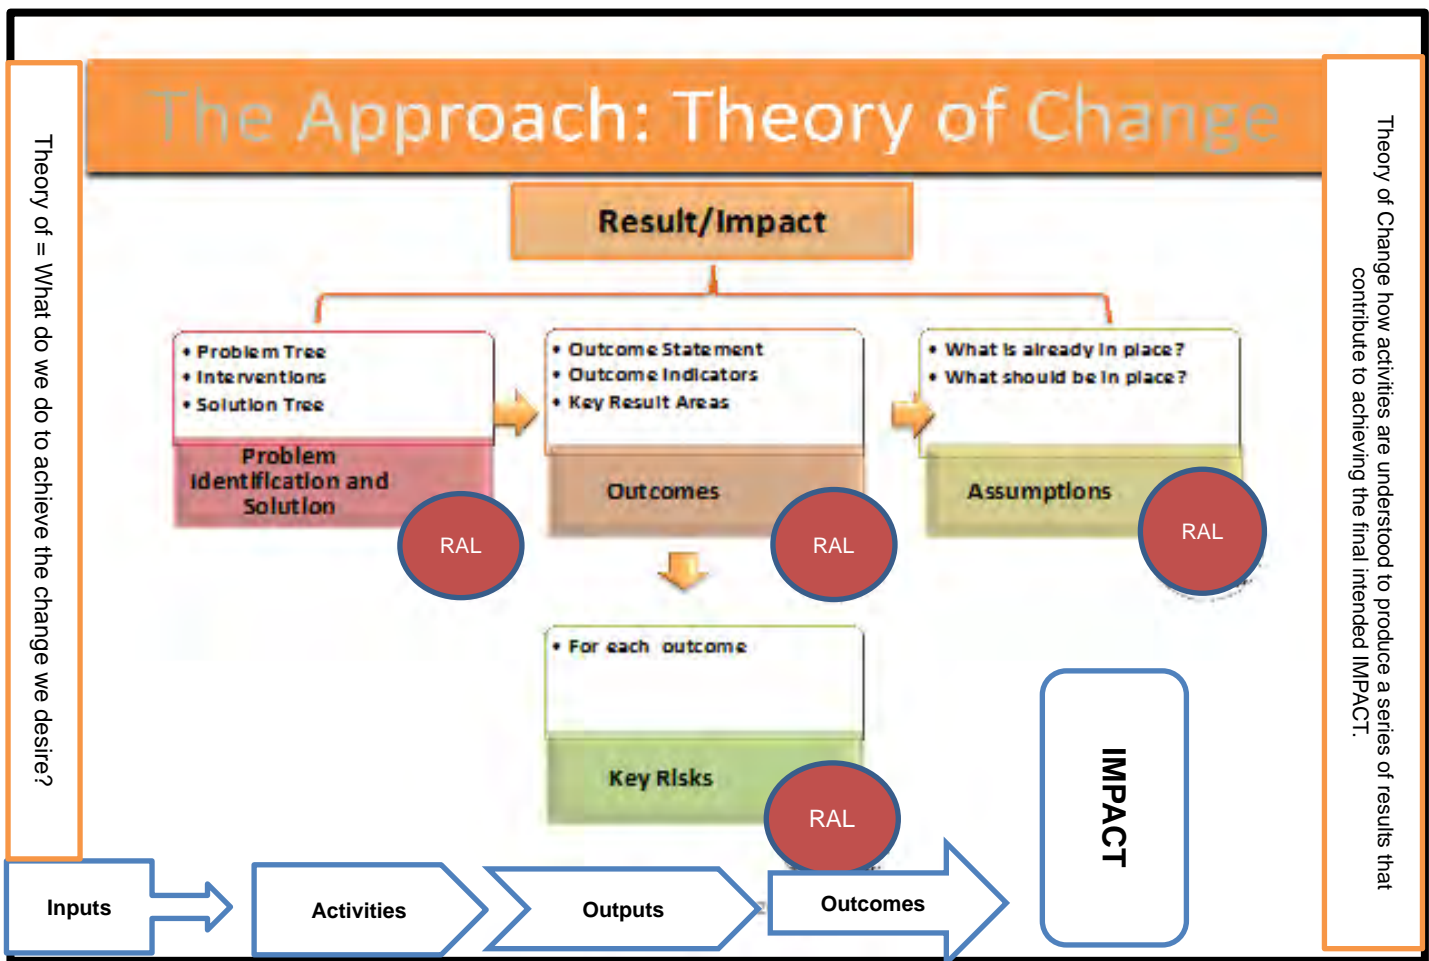 The Approach: Theory of Change
Theory of = What do we do to achieve the change we desire?
Result/Impact
• Problem Tree
• Interventions
• Solution Tree
Problem
Identification and
Solution
RAL
• Outcome Statement
• Outcome Indicators
• Key Result Areas
Outcomes
RAL
• What is already in place?
• What should be in place?
Assumptions
RAL
• For each outcome
Key Risks
RAL
IMPACT
Inputs
Activities
Outputs
Outcomes
Theory of Change how activities are understood to produce a series of results that
contribute to achieving the final intended IMPACT.